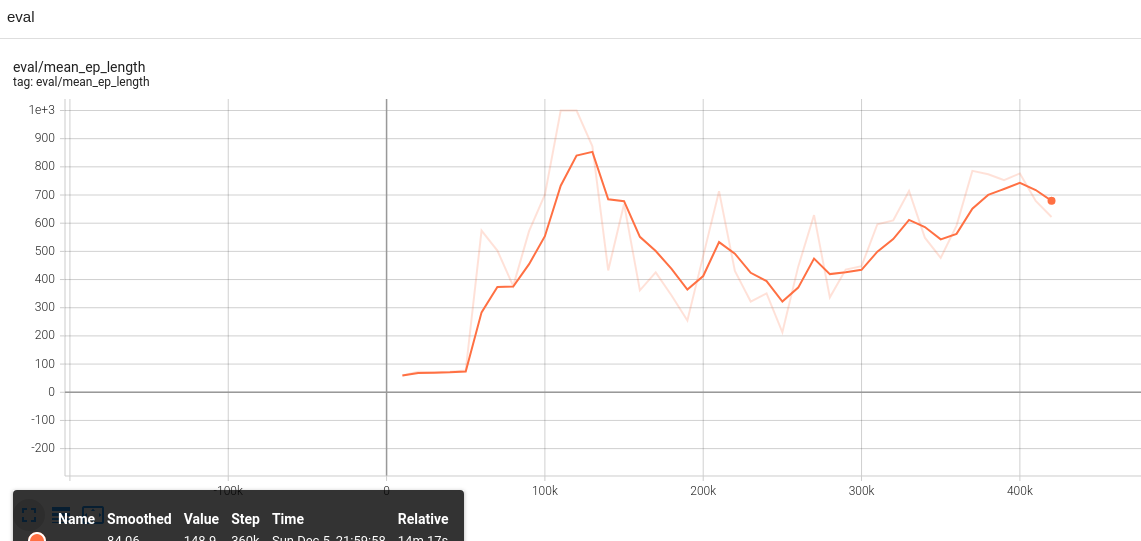 eval
eval/mean_ep_length
tag: eval/mean_ep_length
1e+3
900
800
700
600
500
400
300
200
100
0
-100
-200
-100k 0 100k 200k 300k 400k
Name Smoothed Value Step Time Relative
84.06 148.9 360k Sun Dec 5, 21:59:58 14m 17s